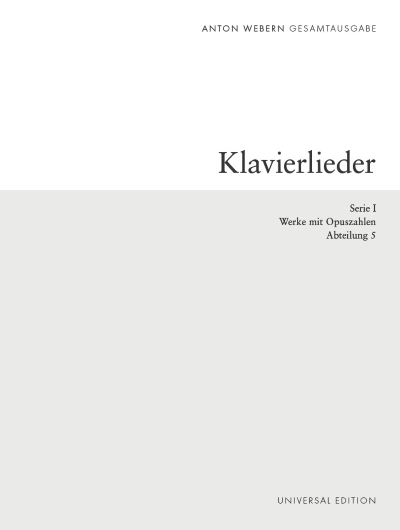 ANTON WEBERN GESAMTAUSGABE
Klavierlieder
Serie I
Werke mit Opuszahlen
Abteilung 5
UNIVERSAL EDITION